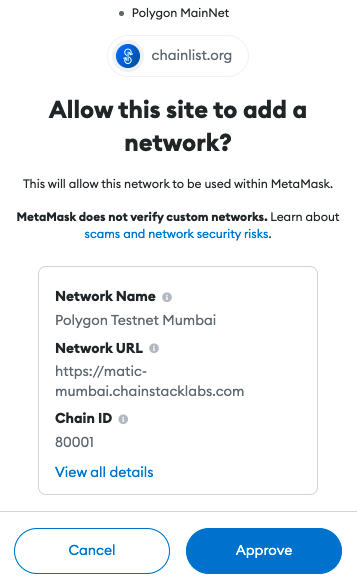 Polygon MainNet
chainlist.org
Allow this site to add a
network?
This will allow this network to be used within MetaMask.
MetaMask does not verify custom networks. Learn about
scams and network security risks.
Network Name
Polygon Testnet Mumbai
Network URL
https://matic-
mumbai.chainstacklabs.com
Chain ID
80001
View all details
Cancel Approve